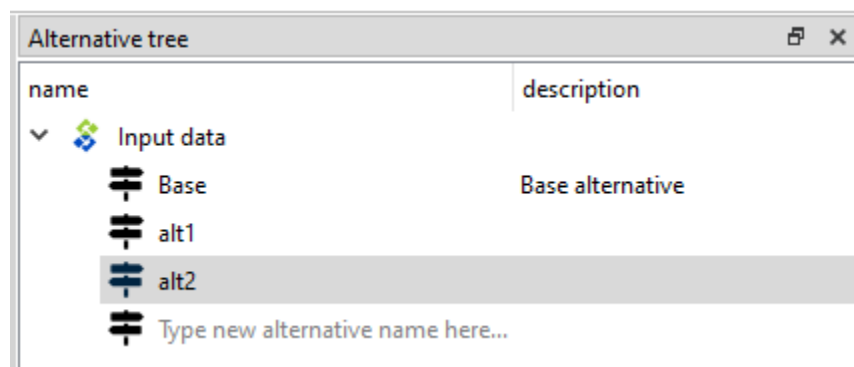 Alternative tree
name description
Input data
Base Base alternative
alt1
alt2
Type new alternative name here...